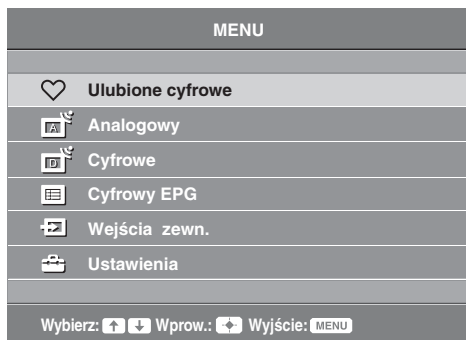 MENU
Ulubione cyfrowe
A Analogowy
D Cyfrowe
Cyfrowy EPG
Wejścia zewn.
Ustawienia
Wybierz: ↑ ↓ Wprow.: Wyjście: MENU